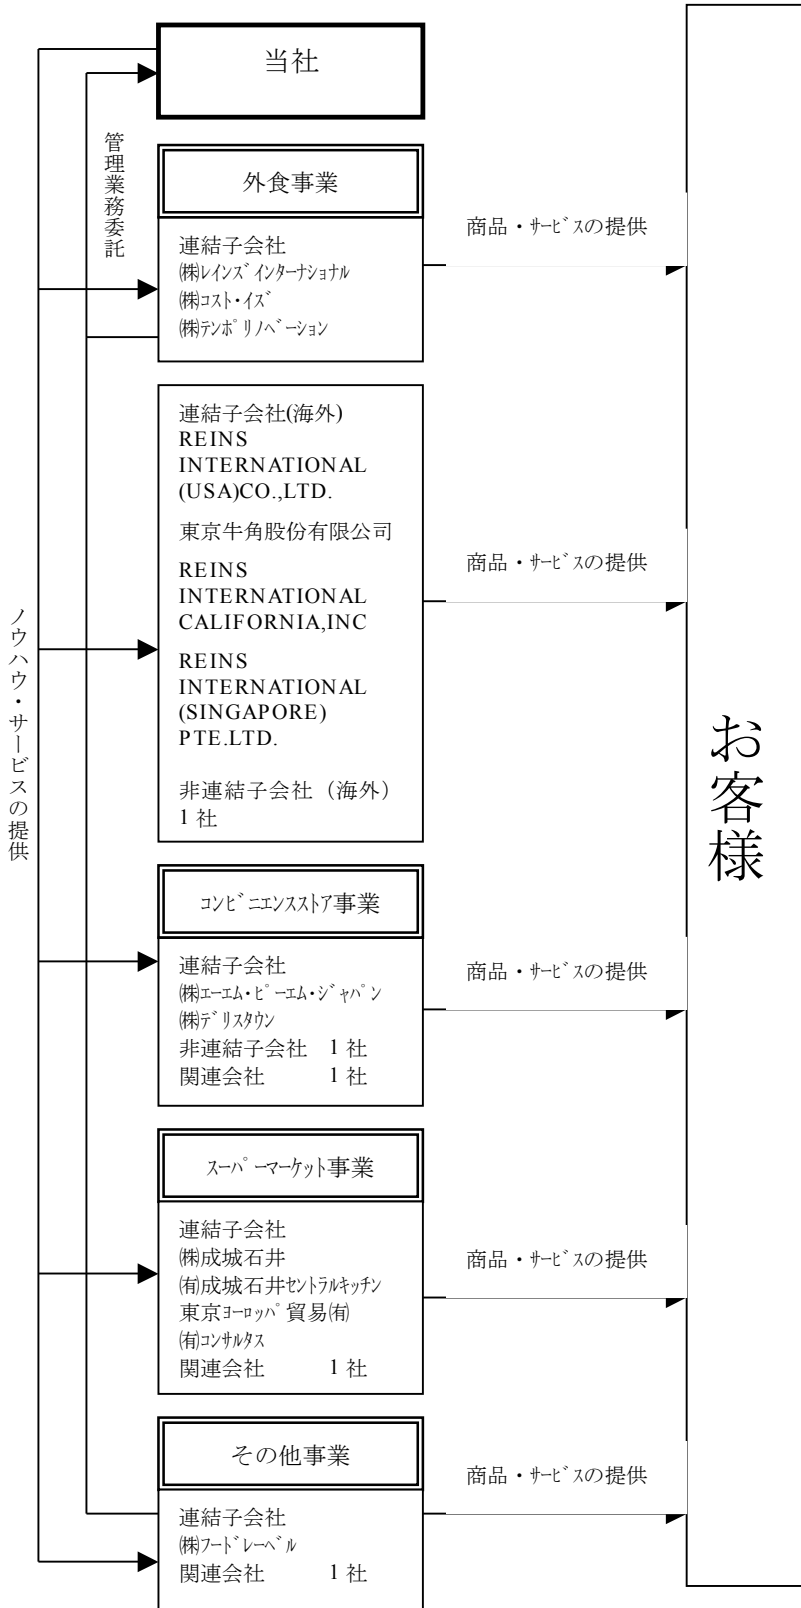 当社
管理業務委託
外食事業
連結子会社
㈱ﾚｲﾝｽﾞｲﾝﾀｰﾅｼｮﾅﾙ
㈱ｺｽﾄ・ｲｽﾞ
㈱ﾃﾝﾎﾟﾘﾉﾍﾞｰｼｮﾝ
商品・ｻｰﾋﾞｽの提供
連結子会社(海外)
REINS
INTERNATIONAL
(USA)CO.,LTD.
東京牛角股份有限公司
REINS
INTERNATIONAL
CALIFORNIA,INC
REINS
INTERNATIONAL
(SINGAPORE)
PTE.LTD.
非連結子会社（海外）
1 社
商品・ｻｰﾋﾞｽの提供
ノウハウ・サービスの提供
お客様
ｺﾝﾋﾞﾆｴﾝｽｽﾄｱ事業
連結子会社
㈱ｴｰｴﾑ・ﾋﾟｰｴﾑ・ｼﾞｬﾊﾟﾝ
㈱ﾃﾞﾘｽﾀｳﾝ
非連結子会社 1 社
関連会社 1 社
商品・ｻｰﾋﾞｽの提供
ｽｰﾊﾟｰﾏｰｹｯﾄ事業
連結子会社
㈱成城石井
㈲成城石井ｾﾝﾄﾗﾙｷｯﾁﾝ
東京ﾖｰﾛｯﾊﾟ貿易㈲
㈲ｺﾝｻﾙﾀｽ
関連会社 1 社
商品・ｻｰﾋﾞｽの提供
その他事業
連結子会社
㈱ﾌｰﾄﾞﾚｰﾍﾞﾙ
関連会社 1 社
商品・ｻｰﾋﾞｽの提供